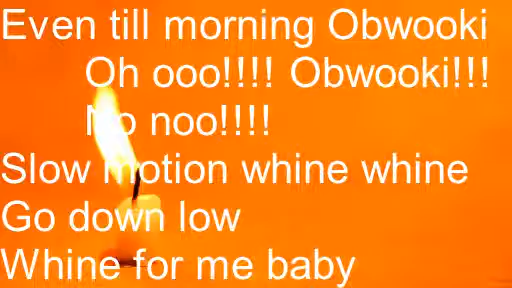 Even till morning Obwooki
Oh ooo!!!! Obwooki!!!
No noo!!!!
Slow motion whine whine
Go down low
Whine for me baby